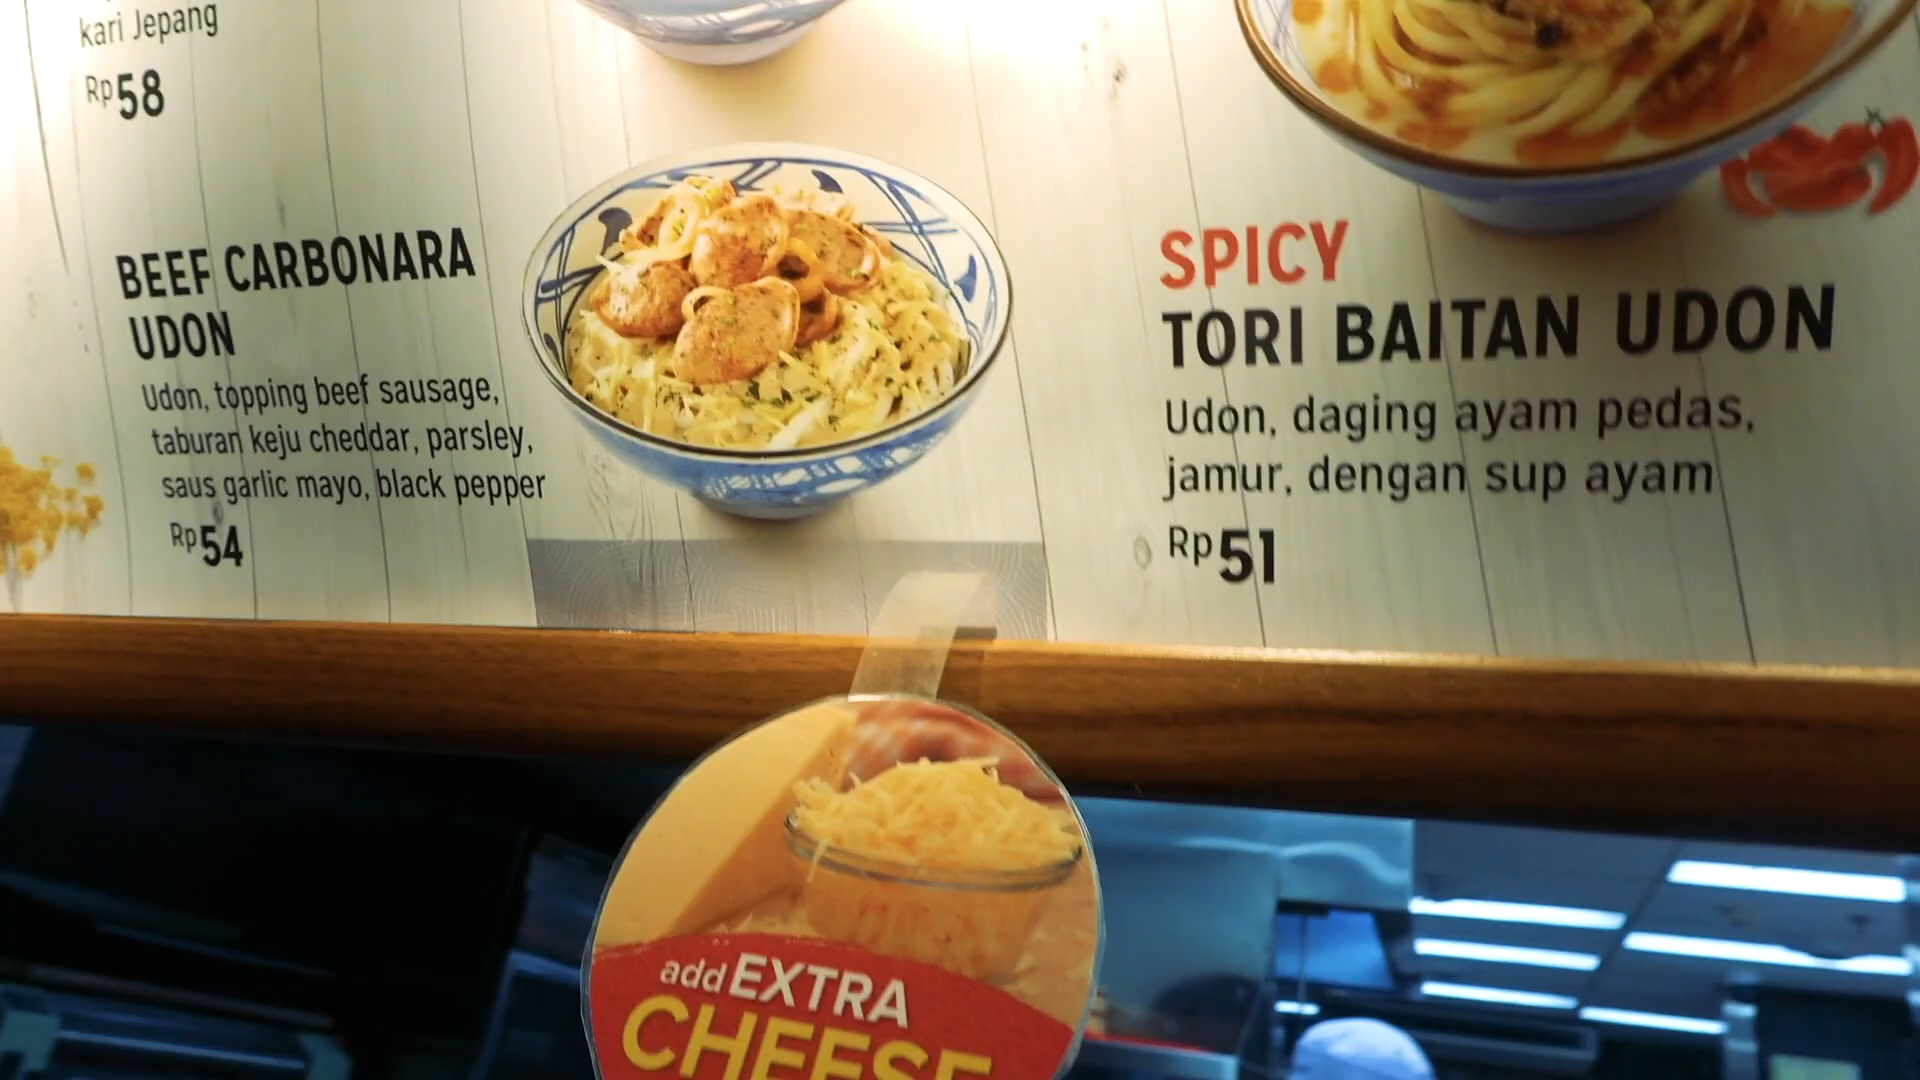 kari Jepang
Rp58
BEEF CARBONARA
UDON
Udon, topping beef sausage,
taburan keju cheddar, parsley,
saus garlic mayo, black pepper
Rp54
SPICY
TORI BAITAN UDON
Udon, daging ayam pedas,
jamur, dengan sup ayam
Rp51
add EXTRA
CHEESE